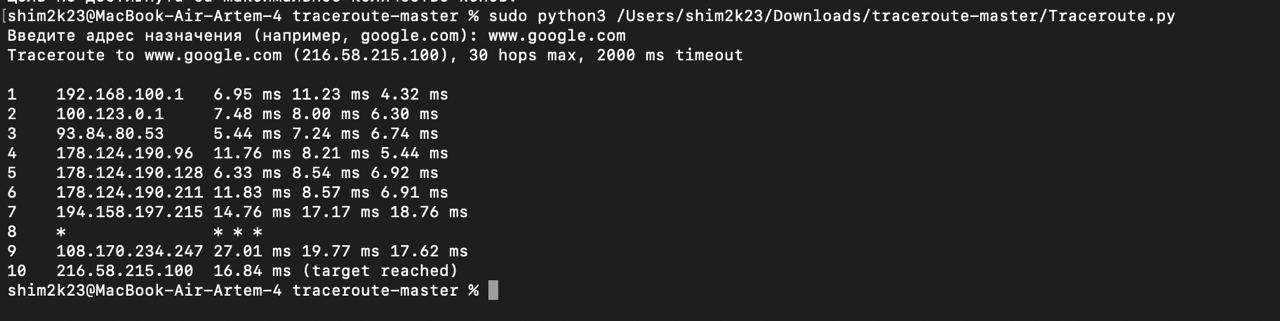 цель не достигнута за максимальное количество хопов.
[shim2k23@MacBook-Air-Artem-4 traceroute-master % sudo python3 /Users/shim2k23/Downloads/traceroute-master/Traceroute.py
Введите адрес назначения (например, google.com): www.google.com
Traceroute to www.google.com (216.58.215.100), 30 hops max, 2000 ms timeout
1 192.168.100.1 6.95 ms 11.23 ms 4.32 ms
2 100.123.0.1 7.48 ms 8.00 ms 6.30 ms
3 93.84.80.53 5.44 ms 7.24 ms 6.74 ms
4 178.124.190.96 11.76 ms 8.21 ms 5.44 ms
5 178.124.190.128 6.33 ms 8.54 ms 6.92 ms
6 178.124.190.211 11.83 ms 8.57 ms 6.91 ms
7 194.158.197.215 14.76 ms 17.17 ms 18.76 ms
8 * * * *
9 108.170.234.247 27.01 ms 19.77 ms 17.62 ms
10 216.58.215.100 16.84 ms (target reached)
shim2k23@MacBook-Air-Artem-4 traceroute-master %